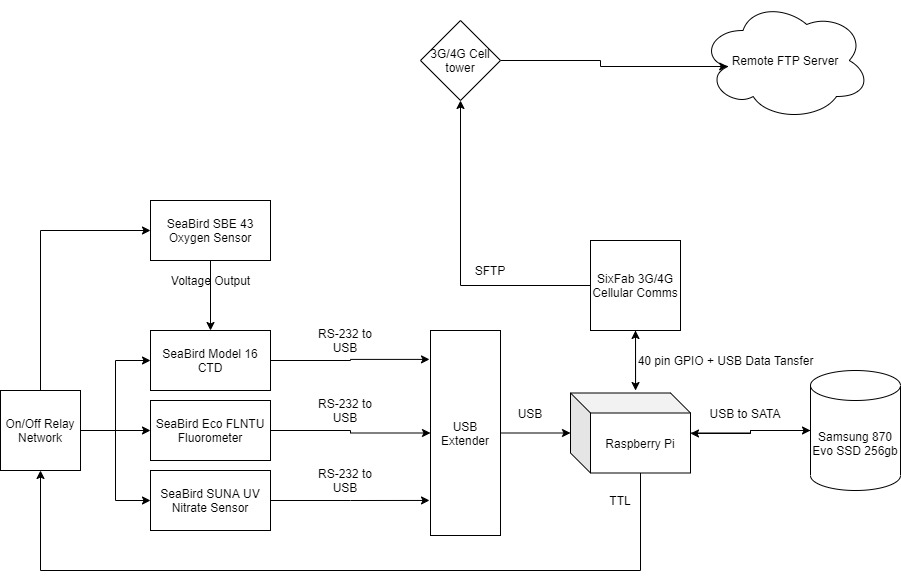 3G/4G Cell
tower
Remote FTP Server
SeaBird SBE 43
Oxygen Sensor
Voltage Output
SFTP
SixFab 3G/4G
Cellular Comms
40 pin GPIO + USB Data Tansfer
SeaBird Model 16
CTD
RS-232 to
USB
On/Off Relay
Network
SeaBird Eco FLNTU
Fluorometer
RS-232 to
USB
USB
Extender
USB
Raspberry Pi
USB to SATA
Samsung 870
Evo SSD 256gb
SeaBird SUNA UV
Nitrate Sensor
RS-232 to
USB
TTL